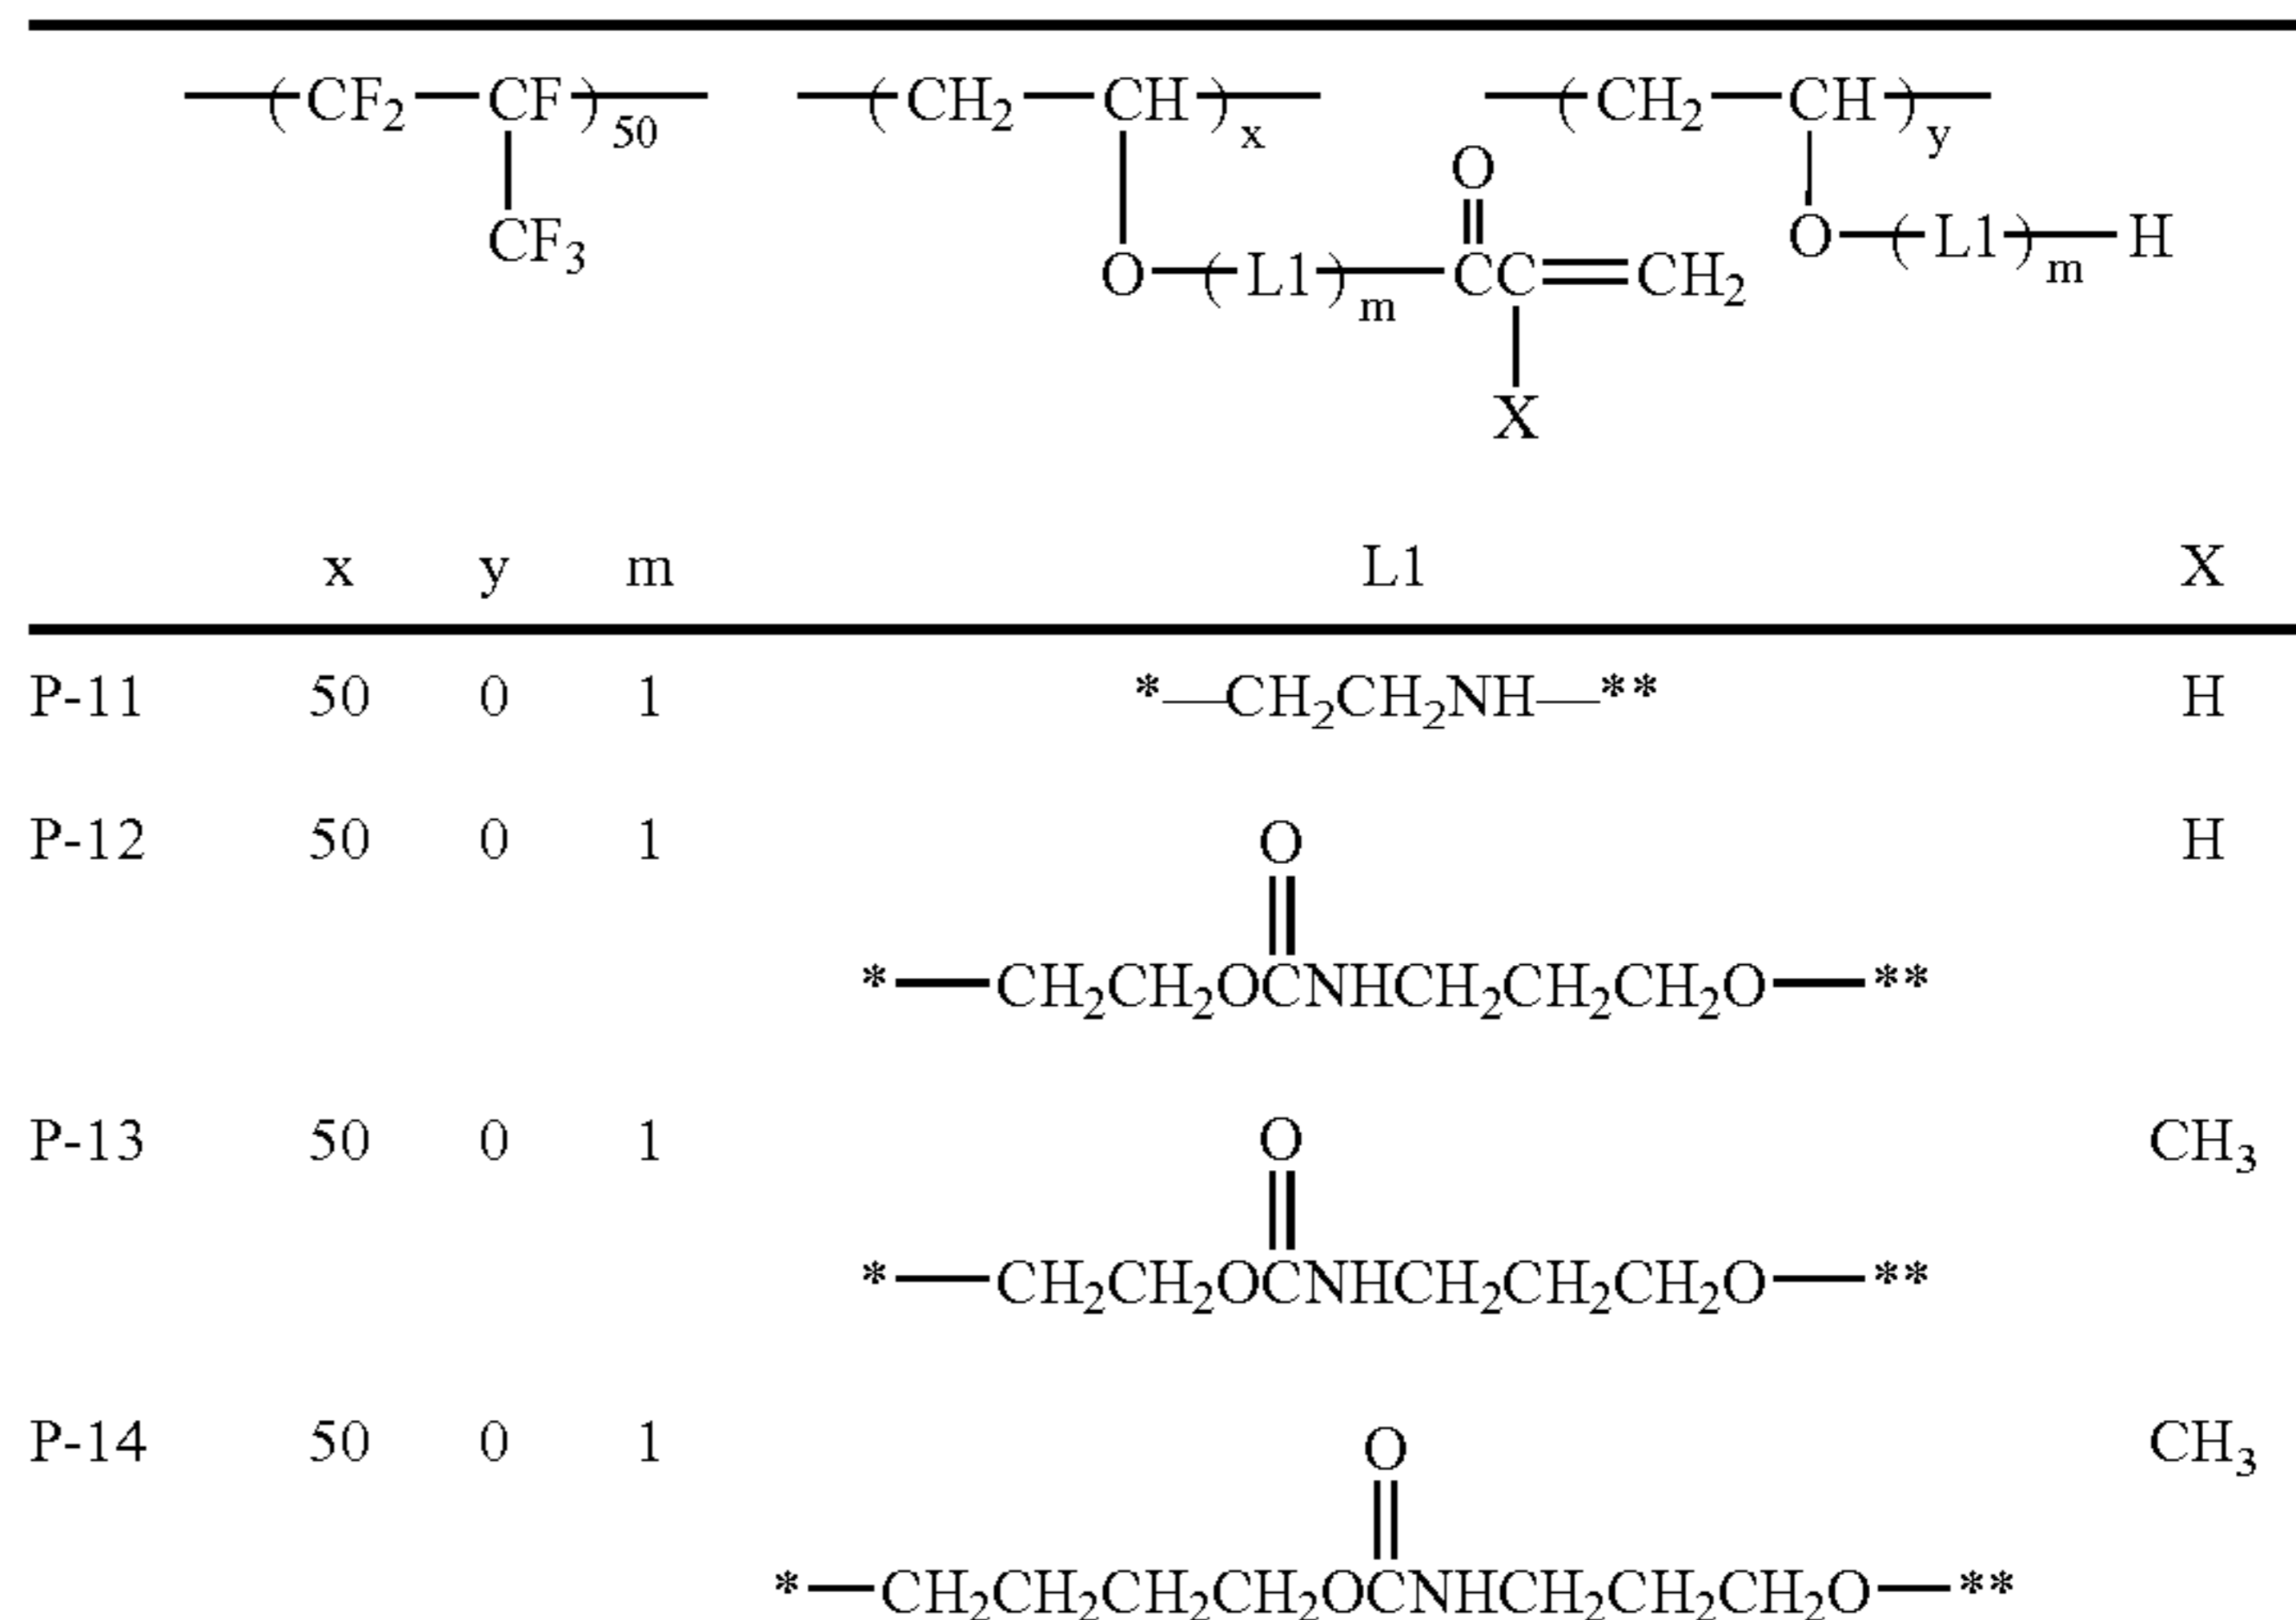 —(CF₂—CF)₅₀— —(CH₂—CH)ₓ— —(CH₂—CH)y—
CF₃
O—(L1)m—CC=CH₂
O
X
O—(L1)m—H
x y m L1 X
P-11 50 0 1 *—CH₂CH₂NH—** H
P-12 50 0 1 H
O
*—CH₂CH₂OCNHCH₂CH₂CH₂O—**
P-13 50 0 1 CH₃
O
*—CH₂CH₂OCNHCH₂CH₂CH₂O—**
P-14 50 0 1 CH₃
O
*—CH₂CH₂CH₂CH₂OCNHCH₂CH₂CH₂O—**